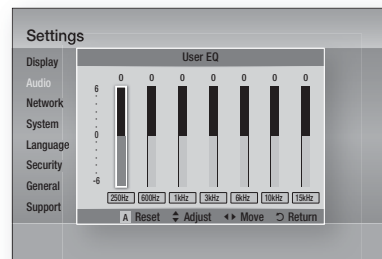 Settings
Display
Audio
Network
System
Language
Security
General
Support
User EQ
0 0 0 0 0 0 0
6
0
-6
250Hz 600Hz 1kHz 3kHz 6kHz 10kHz 15kHz
A Reset Adjust Move Return